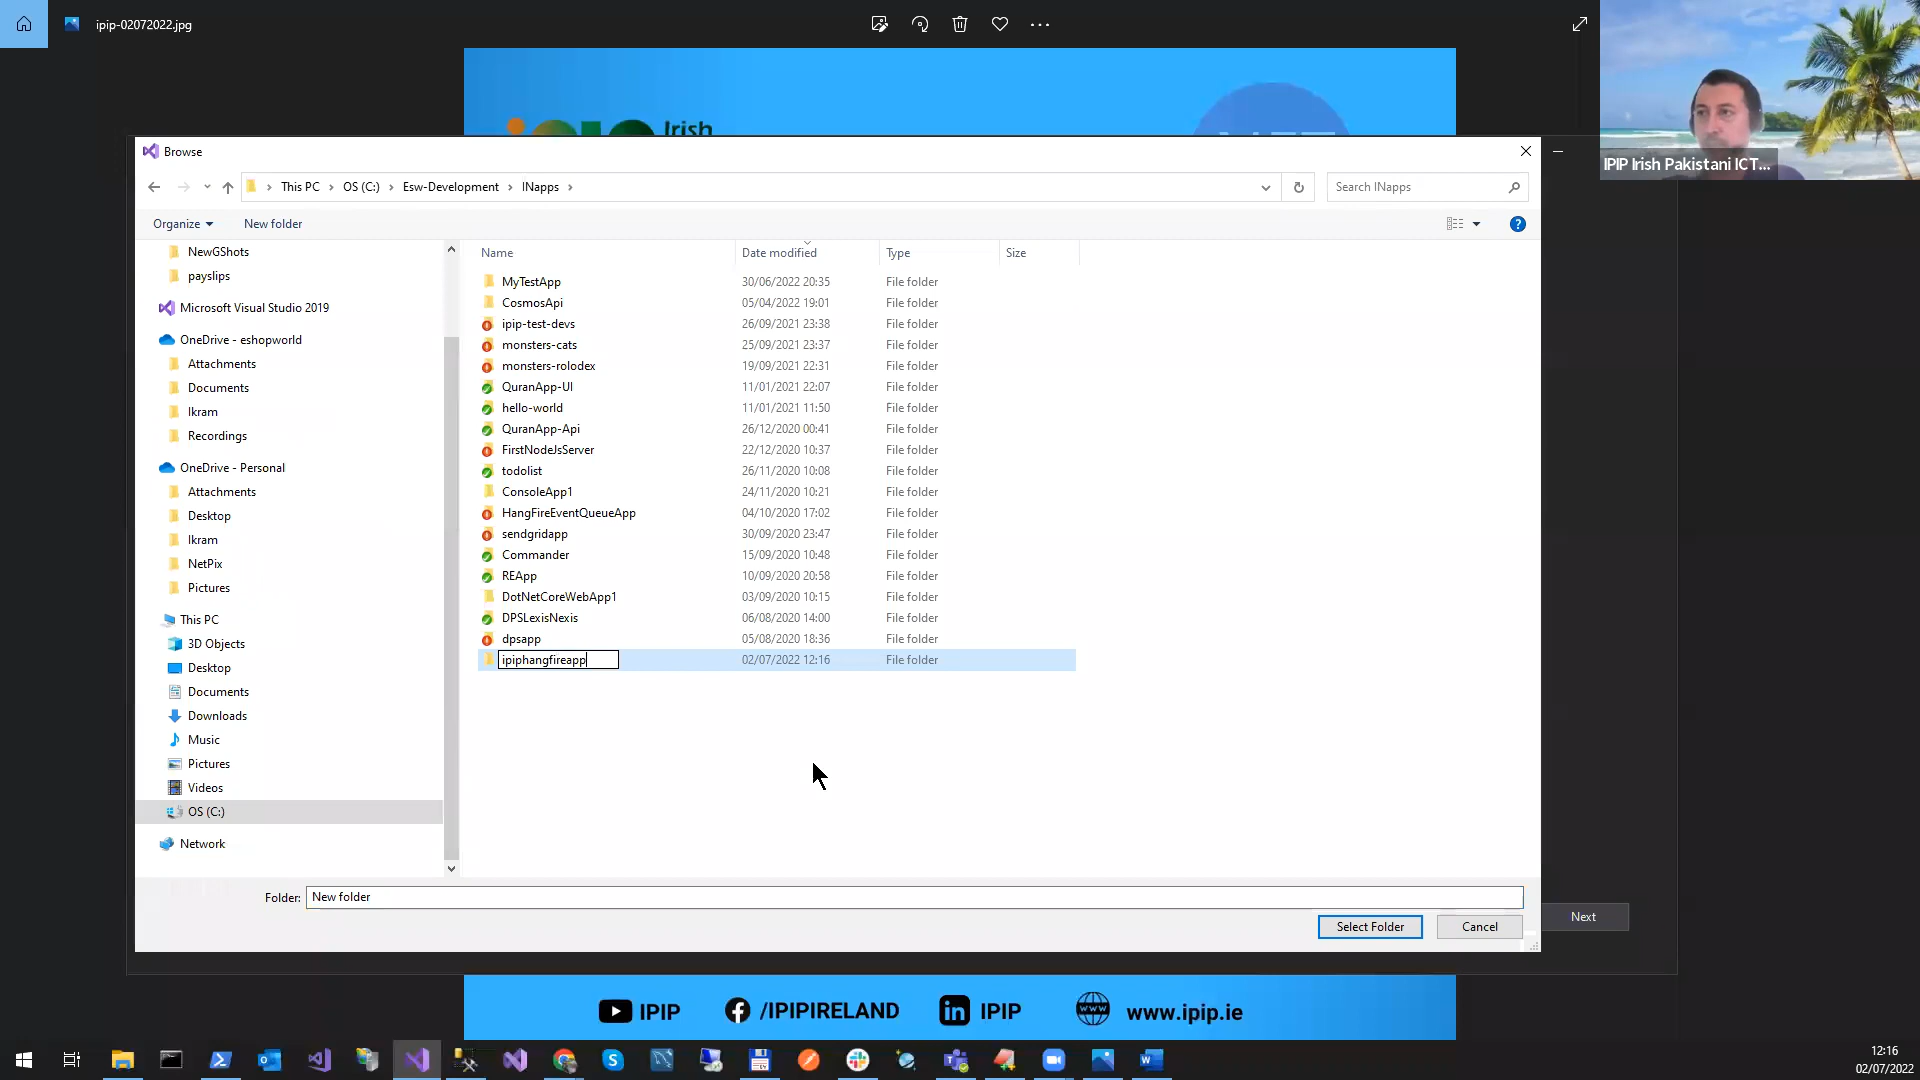 ipip-02072022.jpg
Irish
IPIP Irish Pakistani ICT...
Browse
This PC
OS (C:)
Esw-Development
INapps
Search INapps
Organize
New folder
NewGShots
payslips
Microsoft Visual Studio 2019
OneDrive - eshopworld
Attachments
Documents
Ikram
Recordings
OneDrive - Personal
Attachments
Desktop
Ikram
NetPix
Pictures
This PC
3D Objects
Desktop
Documents
Downloads
Music
Pictures
Videos
OS (C:)
Network
Name Date modified Type Size
MyTestApp 30/06/2022 20:35 File folder
CosmosApi 05/04/2022 19:01 File folder
ipip-test-devs 26/09/2021 23:38 File folder
monsters-cats 25/09/2021 23:37 File folder
monsters-rolodex 19/09/2021 22:31 File folder
QuranApp-UI 11/01/2021 22:07 File folder
hello-world 11/01/2021 11:50 File folder
QuranApp-Api 26/12/2020 00:41 File folder
FirstNodeJsServer 22/12/2020 10:37 File folder
todolist 26/11/2020 10:08 File folder
ConsoleApp1 24/11/2020 10:21 File folder
HangFireEventQueueApp 04/10/2020 17:02 File folder
sendgridapp 30/09/2020 23:47 File folder
Commander 15/09/2020 10:48 File folder
REApp 10/09/2020 20:58 File folder
DotNetCoreWebApp1 03/09/2020 10:15 File folder
DPSLexisNexis 06/08/2020 14:00 File folder
dpsapp 05/08/2020 18:36 File folder
ipiphangfireapp 02/07/2022 12:16 File folder
Folder: New folder
Select Folder
Cancel
Next
IPIP
/IPIPIRELAND
IPIP
www.ipip.ie
12:16
02/07/2022